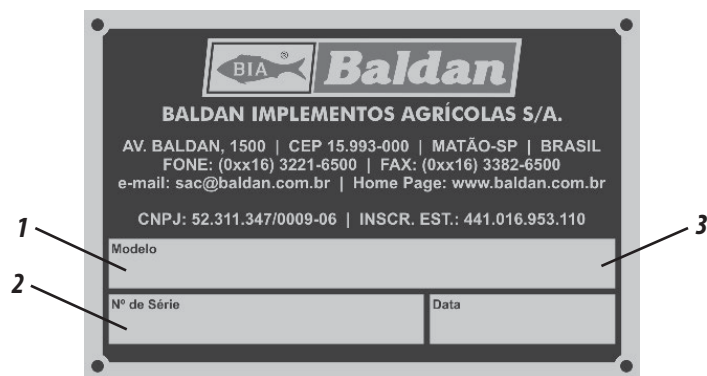 BIA ® Baldan
BALDAN IMPLEMENTOS AGRÍCOLAS S/A.
AV. BALDAN, 1500 | CEP 15.993-000 | MATÃO-SP | BRASIL
FONE: (0xx16) 3221-6500 | FAX: (0xx16) 3382-6500
e-mail: sac@baldan.com.br | Home Page: www.baldan.com.br
CNPJ: 52.311.347/0009-06 | INSCR. EST.: 441.016.953.110
1
3
Modelo
2
Nº de Série
Data